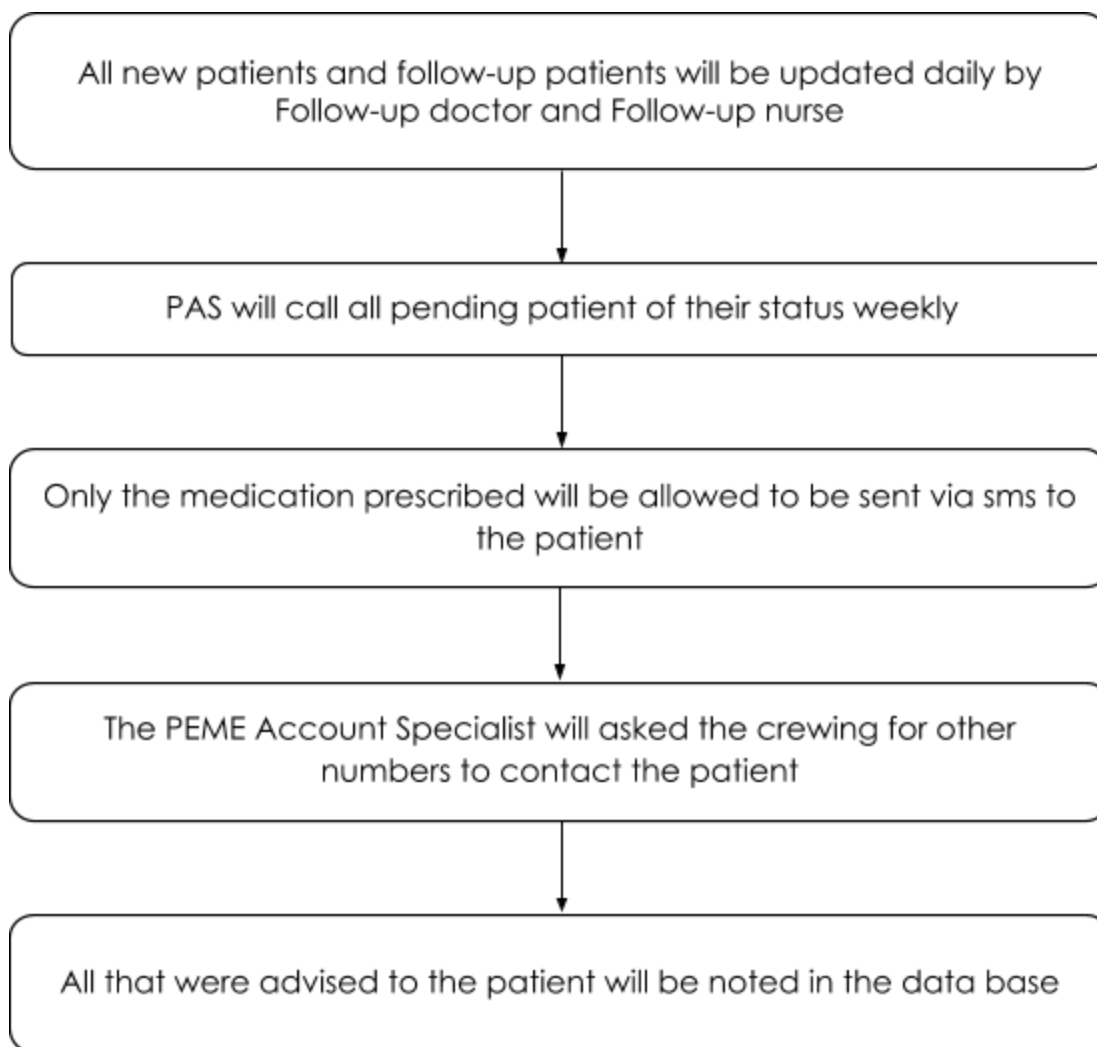 All new patients and follow-up patients will be updated daily by
Follow-up doctor and Follow-up nurse
PAS will call all pending patient of their status weekly
Only the medication prescribed will be allowed to be sent via sms to
the patient
The PEME Account Specialist will asked the crewing for other
numbers to contact the patient
All that were advised to the patient will be noted in the data base